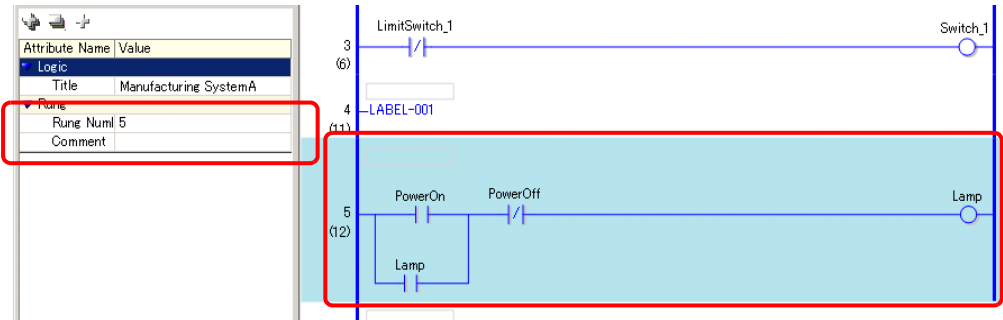 Attribute Name Value
Logic
Title Manufacturing SystemA
Rung
Rung Numl 5
Comment
LimitSwitch_1 Switch_1
3
(6)
4 LABEL-001
(11)
PowerOn PowerOff Lamp
5
(12)
Lamp